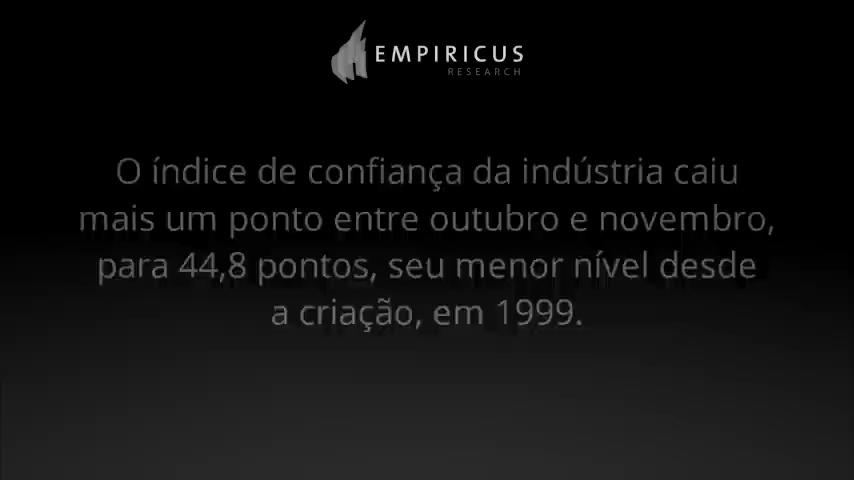 EMPIRICUS
RESEARCH
O índice de confiança da indústria caiu
mais um ponto entre outubro e novembro,
para 44,8 pontos, seu menor nível desde
a criação, em 1999.